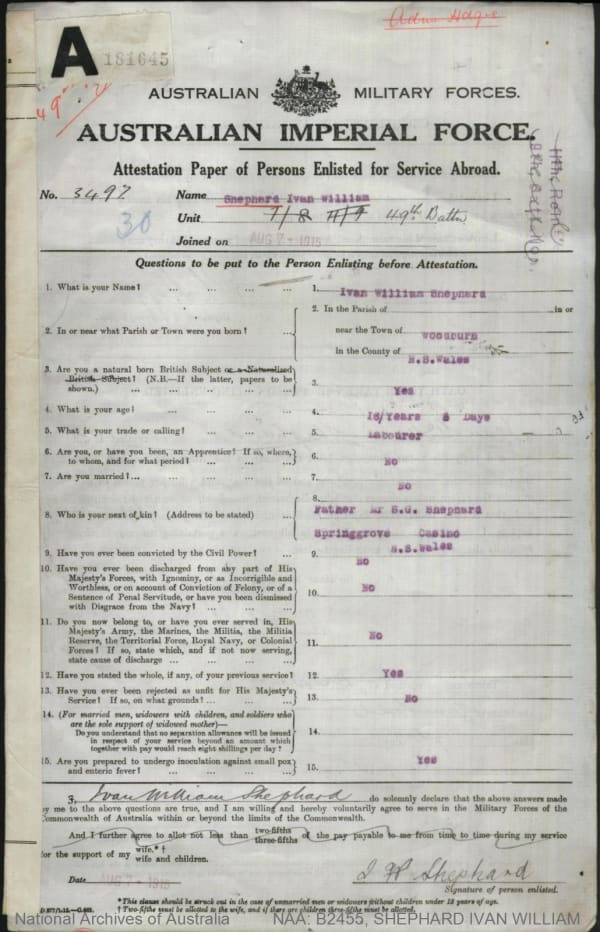 Admin Hdqrs
A 181645
49
AUSTRALIAN MILITARY FORCES.
AUSTRALIAN IMPERIAL FORCE.
Attestation Paper of Persons Enlisted for Service Abroad.
No. 3497 Name Shephard Ivan William
30 Unit 7/8 11/9 49th Battn
Joined on AUG 7 - 1915
Questions to be put to the Person Enlisting before Attestation.
1. What is your Name? ... ... ... ... 1. Ivan William Shephard
2. In or near what Parish or Town were you born? ... 2. In the Parish of in or
near the Town of Woodburn
in the County of N.S.Wales
3. Are you a natural born British Subject or a Naturalised
British Subject? (N.B.—If the latter, papers to be
shown.) ... ... ... ... 3. Yes
4. What is your age? ... ... ... ... 4. Years Days
5. What is your trade or calling? ... ... ... 5. Labourer
6. Are you, or have you been, an Apprentice? If so, where,
to whom, and for what period? ... ... ... 6. No
7. Are you married? ... ... ... ... 7. No
8. Who is your next of kin? (Address to be stated) ... 8. Father Mr S.G. Shephard
Springgrove Casino
N.S.Wales
9. Have you ever been convicted by the Civil Power? ... 9. No
10. Have you ever been discharged from any part of His
Majesty's Forces, with Ignominy, or as Incorrigible and
Worthless, or on account of Conviction of Felony, or of a
Sentence of Penal Servitude, or have you been dismissed
with Disgrace from the Navy? ... ... ... 10. No
11. Do you now belong to, or have you ever served in, His
Majesty's Army, the Marines, the Militia, the Militia
Reserve, the Territorial Force, Royal Navy, or Colonial
Forces? If so, state which, and if not now serving,
state cause of discharge ... ... ... ... 11. No
12. Have you stated the whole, if any, of your previous service? 12. Yes
13. Have you ever been rejected as unfit for His Majesty's
Service? If so, on what grounds? ... ... ... 13. No
14. (For married men, widowers with children, and soldiers who
are the sole support of widowed mother)—
Do you understand that no separation allowance will be issued
in respect of your service beyond an amount which
together with pay would reach eight shillings per day? 14.
15. Are you prepared to undergo inoculation against small pox
and enteric fever? ... ... ... ... 15. Yes
I, Ivan William Shephard do solemnly declare that the above answers made
by me to the above questions are true, and I am willing and hereby voluntarily agree to serve in the Military Forces of the
Commonwealth of Australia within or beyond the limits of the Commonwealth.
And I further agree to allot not less than two-fifths three-fifths of the pay payable to me from time to time during my service
for the support of my wife.*† wife and children.
Date AUG 7 - 1915 I W Shephard
Signature of person enlisted.
*This clause should be struck out in the case of unmarried men or widowers without children under 18 years of age.
† Two-fifths must be allotted to the wife, and if there are children three-fifths must be allotted.
National Archives of Australia NAA: B2455, SHEPHARD IVAN WILLIAM